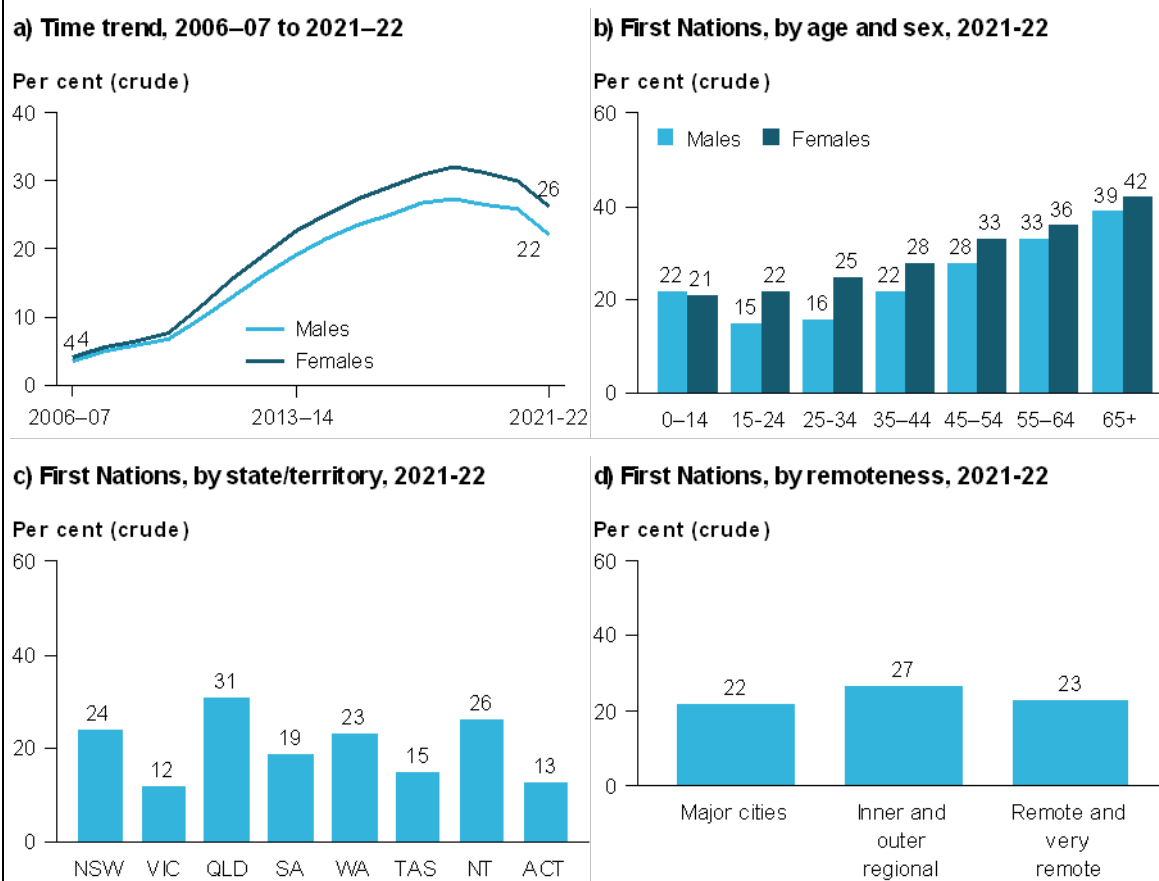 a) Time trend, 2006–07 to 2021–22
Per cent (crude)
40
30
20
10
0
4 4
26
22
Males
Females
2006–07 2013–14 2021-22
b) First Nations, by age and sex, 2021-22
Per cent (crude)
60
40
20
0
Males Females
22 21 15 22 16 25 22 28 28 33 33 36 39 42
0–14 15-24 25-34 35–44 45–54 55–64 65+
c) First Nations, by state/territory, 2021-22
Per cent (crude)
60
40
20
0
24 12 31 19 23 15 26 13
NSW VIC QLD SA WA TAS NT ACT
d) First Nations, by remoteness, 2021-22
Per cent (crude)
60
40
20
0
22 27 23
Major cities Inner and Remote and
outer very
regional remote